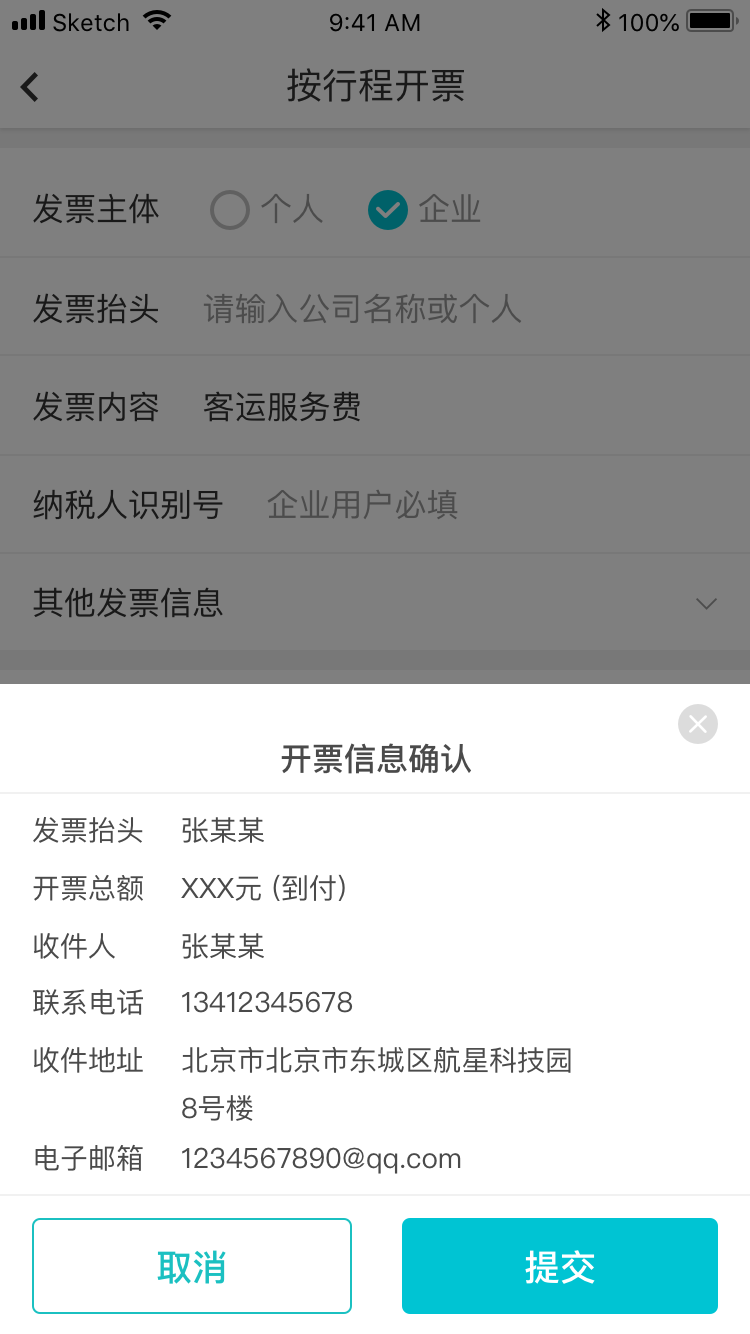 Sketch 9:41 AM 100%
按行程开票
发票主体 个人 企业
发票抬头 请输入公司名称或个人
发票内容 客运服务费
纳税人识别号 企业用户必填
其他发票信息
开票信息确认
发票抬头 张某某
开票总额 XXX元 (到付)
收件人 张某某
联系电话 13412345678
收件地址 北京市北京市东城区航星科技园
8号楼
电子邮箱 1234567890@qq.com
取消 提交